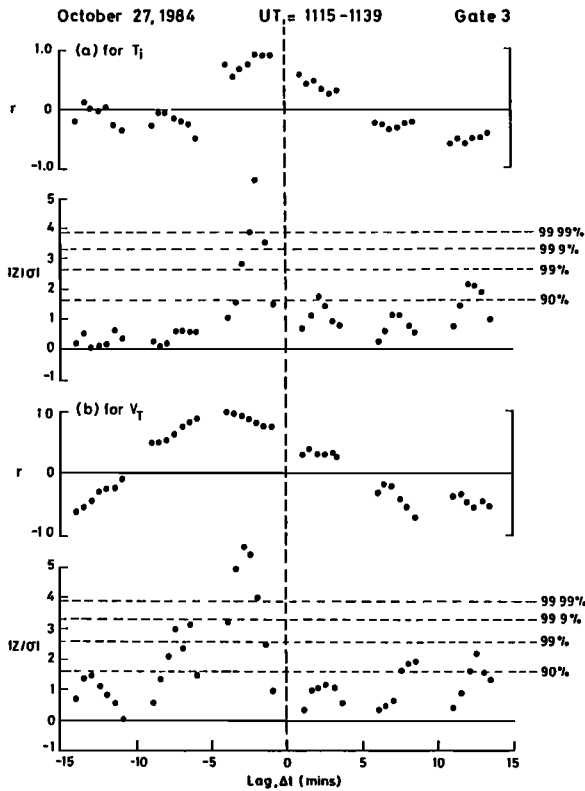 October 27, 1984 UT, = 1115-1139 Gate 3
(a) for Ti
1.0
r 0
-1.0
5
99.99%
4
99.9%
3
99%
|Z|σ|
2
90%
1
0
-1
(b) for VT
1 0
r 0
-1 0
5
99.99%
4
99.9%
3
99%
|Z/σ|
2
90%
1
0
-1
-15 -10 -5 0 5 10 15
Lag, Δt (mins)